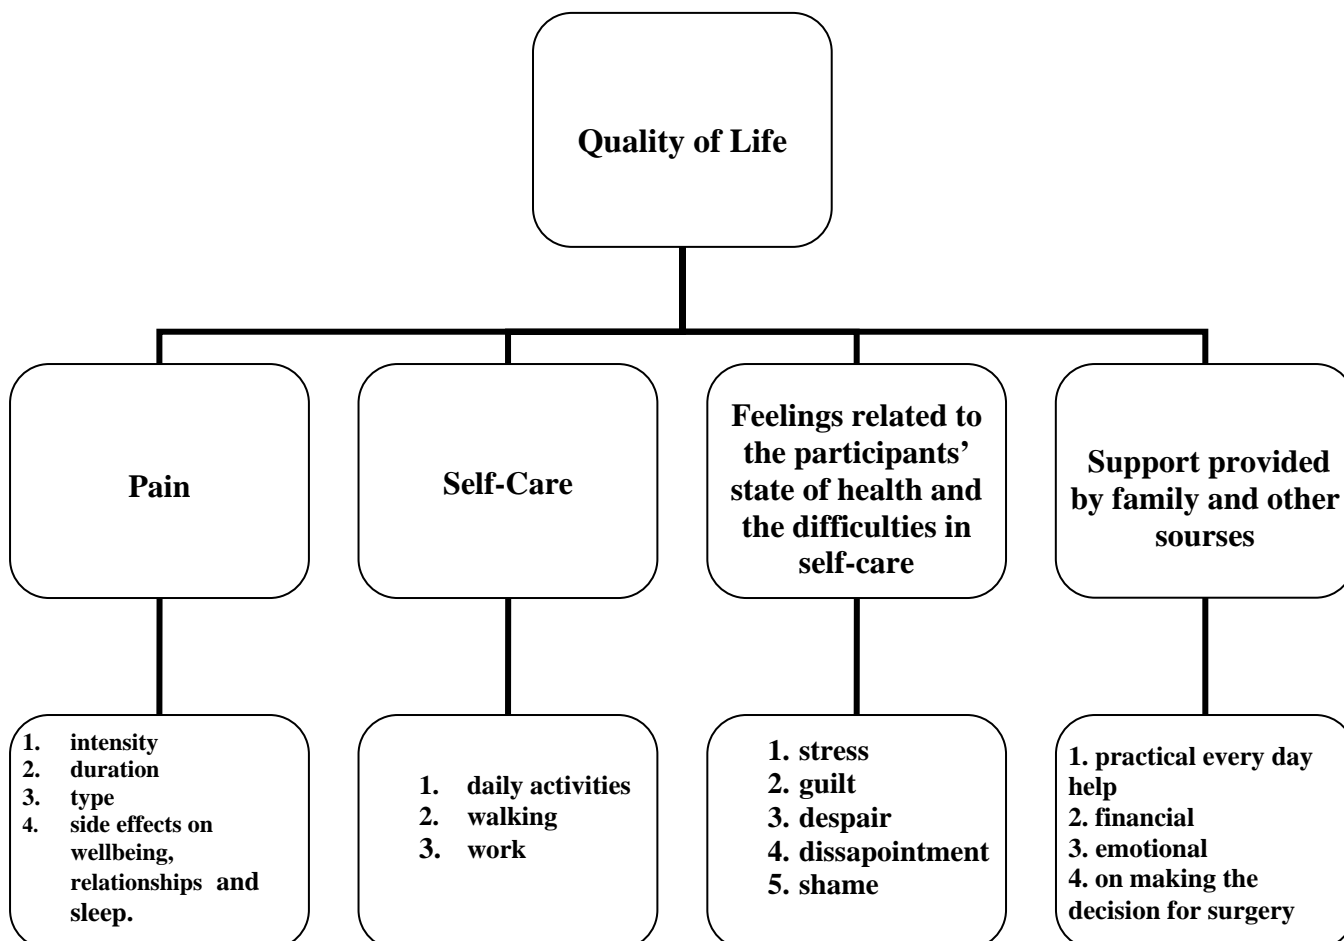 Quality of Life
Pain
Self-Care
Feelings related to
the participants’
state of health and
the difficulties in
self-care
Support provided
by family and other
sourses
1. intensity
2. duration
3. type
4. side effects on
wellbeing,
relationships and
sleep.
1. daily activities
2. walking
3. work
1. stress
2. guilt
3. despair
4. dissapointment
5. shame
1. practical every day
help
2. financial
3. emotional
4. on making the
decision for surgery